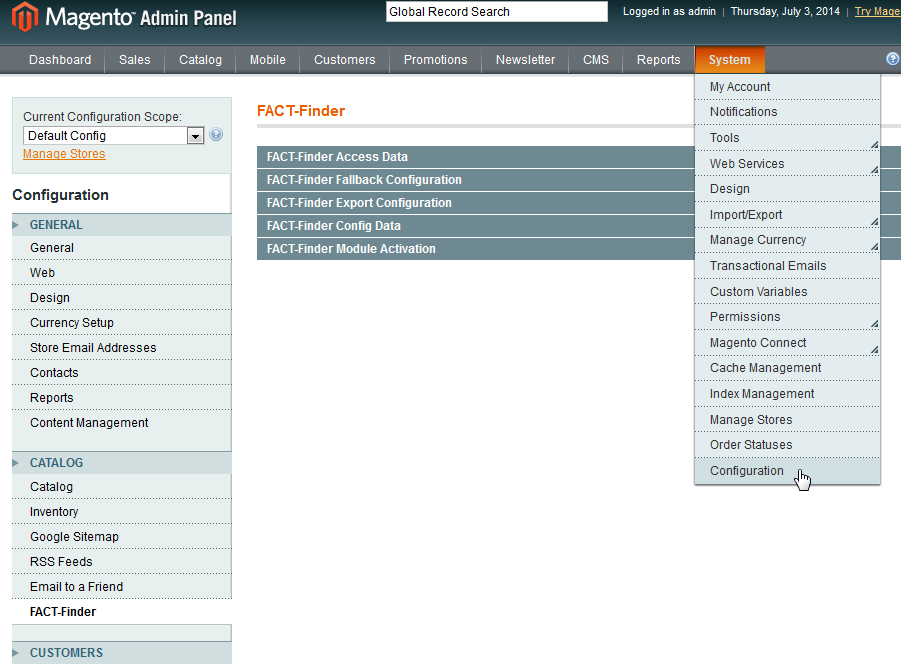 Magento™ Admin Panel
Global Record Search
Logged in as admin | Thursday, July 3, 2014 | Try Mage
Dashboard Sales Catalog Mobile Customers Promotions Newsletter CMS Reports System
Current Configuration Scope:
Default Config
Manage Stores
Configuration
GENERAL
General
Web
Design
Currency Setup
Store Email Addresses
Contacts
Reports
Content Management
CATALOG
Catalog
Inventory
Google Sitemap
RSS Feeds
Email to a Friend
FACT-Finder
CUSTOMERS
FACT-Finder
FACT-Finder Access Data
FACT-Finder Fallback Configuration
FACT-Finder Export Configuration
FACT-Finder Config Data
FACT-Finder Module Activation
My Account
Notifications
Tools
Web Services
Design
Import/Export
Manage Currency
Transactional Emails
Custom Variables
Permissions
Magento Connect
Cache Management
Index Management
Manage Stores
Order Statuses
Configuration